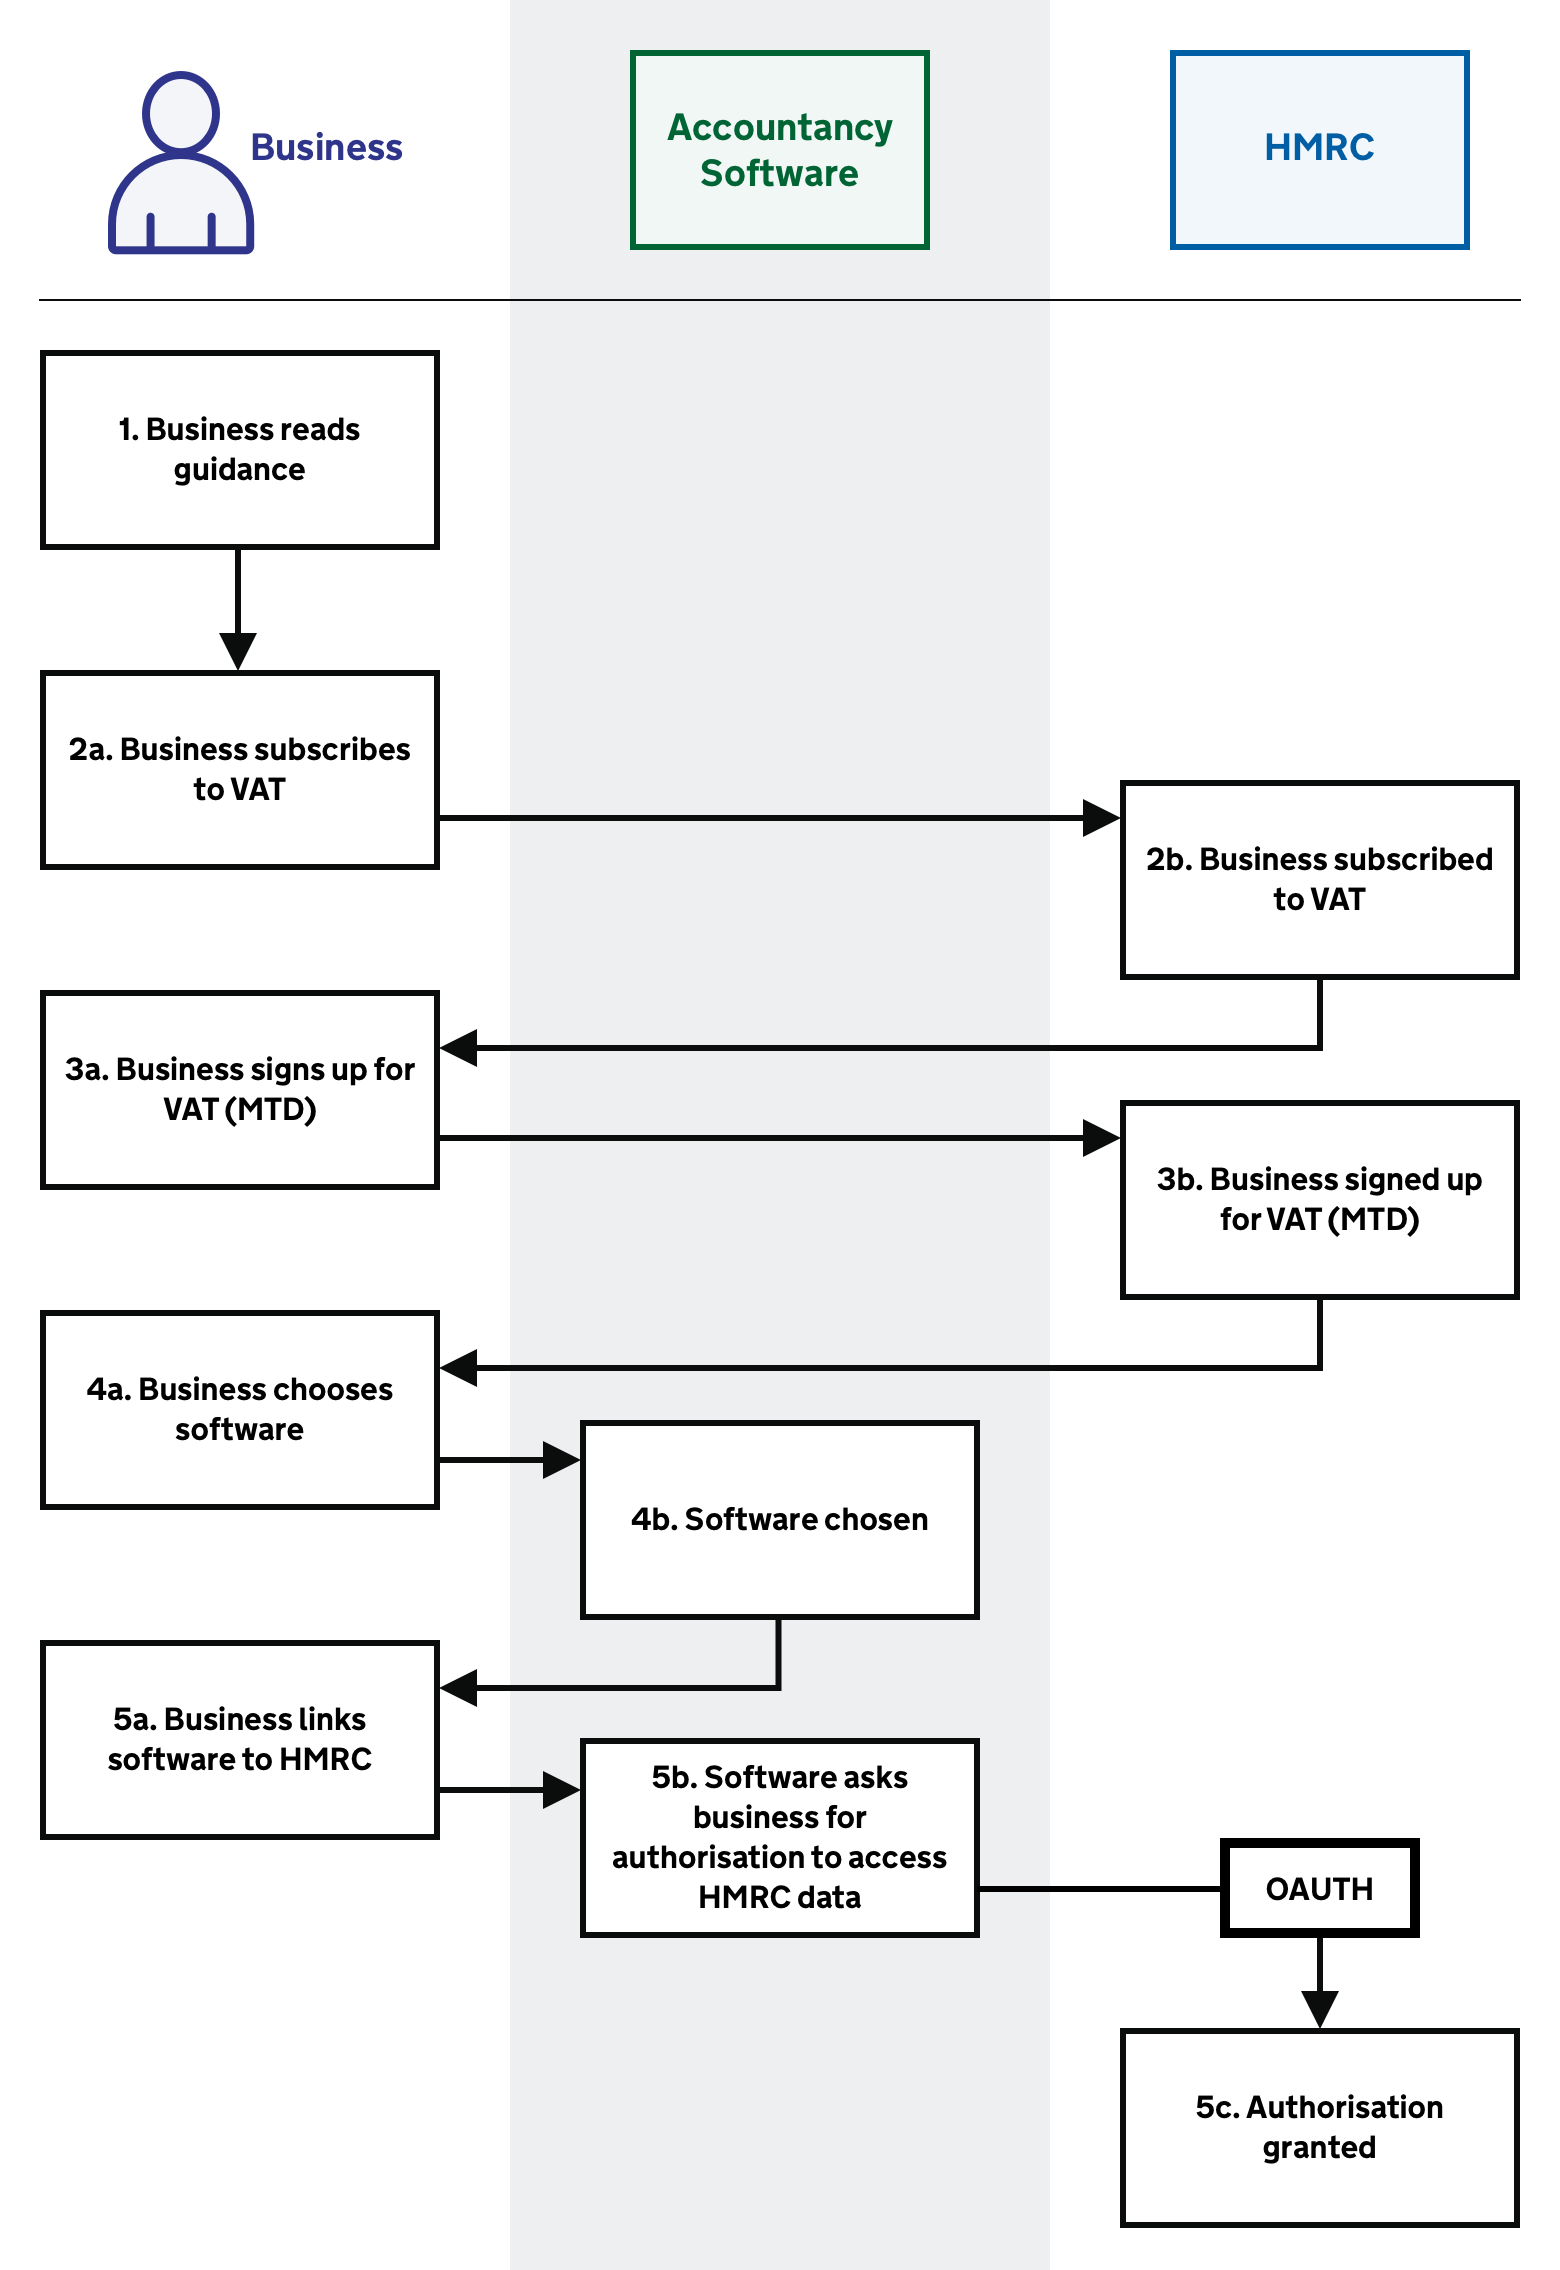 Business
Accountancy
Software
HMRC
1. Business reads
guidance
2a. Business subscribes
to VAT
2b. Business subscribed
to VAT
3a. Business signs up for
VAT (MTD)
3b. Business signed up
for VAT (MTD)
4a. Business chooses
software
4b. Software chosen
5a. Business links
software to HMRC
5b. Software asks
business for
authorisation to access
HMRC data
OAUTH
5c. Authorisation
granted